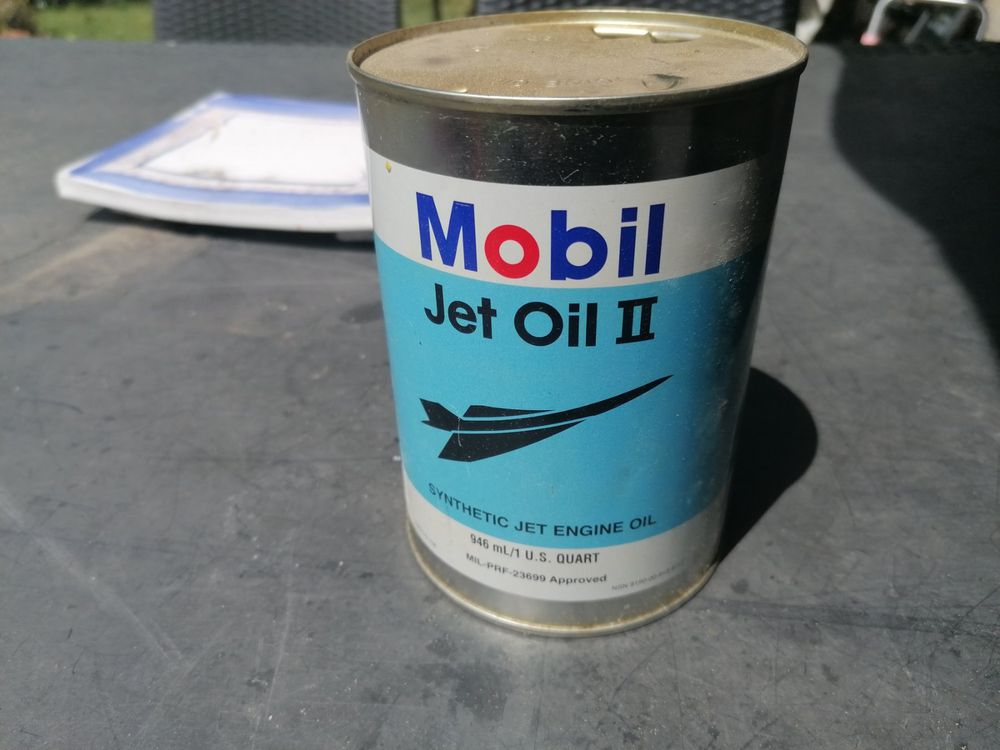 Mobil
Jet Oil II
SYNTHETIC JET ENGINE OIL
946 mL/1 U.S. QUART
MIL-PRF-23699 Approved